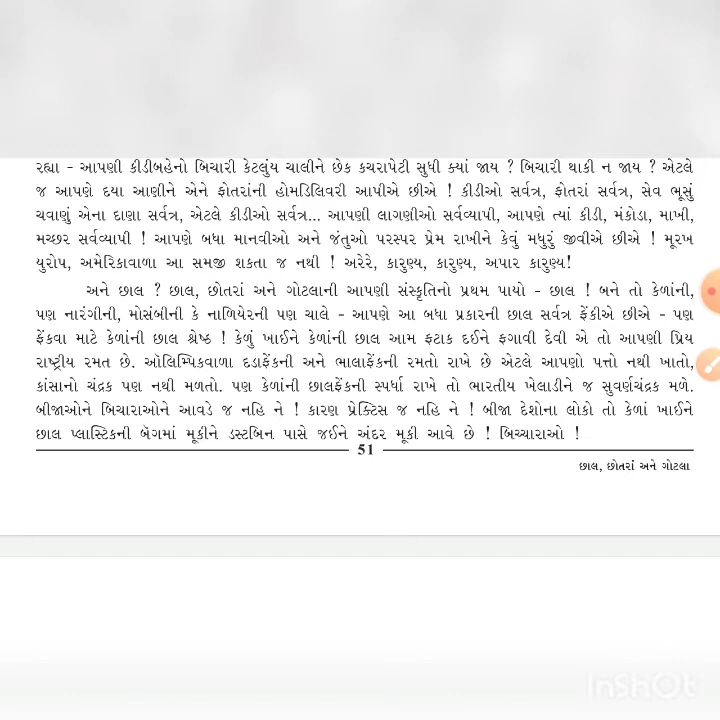 રહ્યા - આપણી કીડીબહેનો બિચારી કેટલુંય ચાલીને છેક કચરાપેટી સુધી ક્યાં જાય ? બિચારી થાકી ન જાય ? એટલે
જ આપણે દયા આણીને એને ફોતરાંની હોમડિલિવરી આપીએ છીએ ! કીડીઓ સર્વત્ર, ફોતરાં સર્વત્ર, સેવ ભૂસું
ચવાણું એના દાણા સર્વત્ર, એટલે કીડીઓ સર્વત્ર... આપણી લાગણીઓ સર્વવ્યાપી, આપણે ત્યાં કીડી, મંકોડા, માખી,
મચ્છર સર્વવ્યાપી ! આપણે બધા માનવીઓ અને જંતુઓ પરસ્પર પ્રેમ રાખીને કેવું મધુરું જીવીએ છીએ ! મૂરખ
યુરોપ, અમેરિકાવાળા આ સમજી શકતા જ નથી ! અરેરે, કારુણ્ય, કારુણ્ય, અપાર કારુણ્ય!
અને છાલ ? છાલ, છોતરાં અને ગોટલાની આપણી સંસ્કૃતિનો પ્રથમ પાયો - છાલ ! બને તો કેળાંની,
પણ નારંગીની, મોસંબીની કે નાળિયેરની પણ ચાલે - આપણે આ બધા પ્રકારની છાલ સર્વત્ર ફેંકીએ છીએ - પણ
ફેંકવા માટે કેળાંની છાલ શ્રેષ્ઠ ! કેળું ખાઈને કેળાંની છાલ આમ ફટાક દઈને ફગાવી દેવી એ તો આપણી પ્રિય
રાષ્ટ્રીય રમત છે. ઑલિમ્પિકવાળા દડાફેંકની અને ભાલાફેંકની રમતો રાખે છે એટલે આપણો પત્તો નથી ખાતો,
કાંસાનો ચંદ્રક પણ નથી મળતો. પણ કેળાંની છાલફેંકની સ્પર્ધા રાખે તો ભારતીય ખેલાડીને જ સુવર્ણચંદ્રક મળે.
બીજાઓને બિચારાઓને આવડે જ નહિ ને ! કારણ પ્રેક્ટિસ જ નહિ ને ! બીજા દેશોના લોકો તો કેળાં ખાઈને
છાલ પ્લાસ્ટિકની બૅગમાં મૂકીને ડસ્ટબિન પાસે જઈને અંદર મૂકી આવે છે ! બિચ્ચારાઓ !
51
છાલ, છોતરાં અને ગોટલા
InShOt